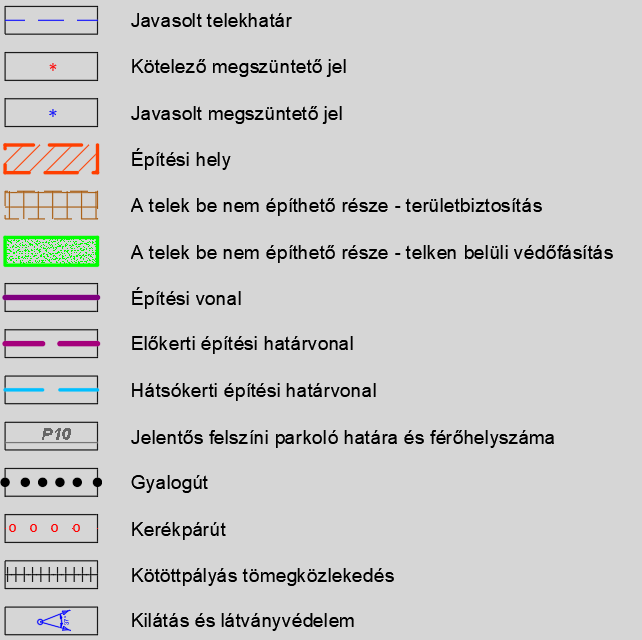 Javasolt telekhatár
Kötelező megszüntető jel
Javasolt megszüntető jel
Építési hely
A telek be nem építhető része - területbiztosítás
A telek be nem építhető része - telken belüli védőfásítás
Építési vonal
Előkerti építési határvonal
Hátsókerti építési határvonal
P10 Jelentős felszíni parkoló határa és férőhelyszáma
Gyalogút
Kerékpárút
Kötöttpályás tömegközlekedés
Kilátás és látványvédelem